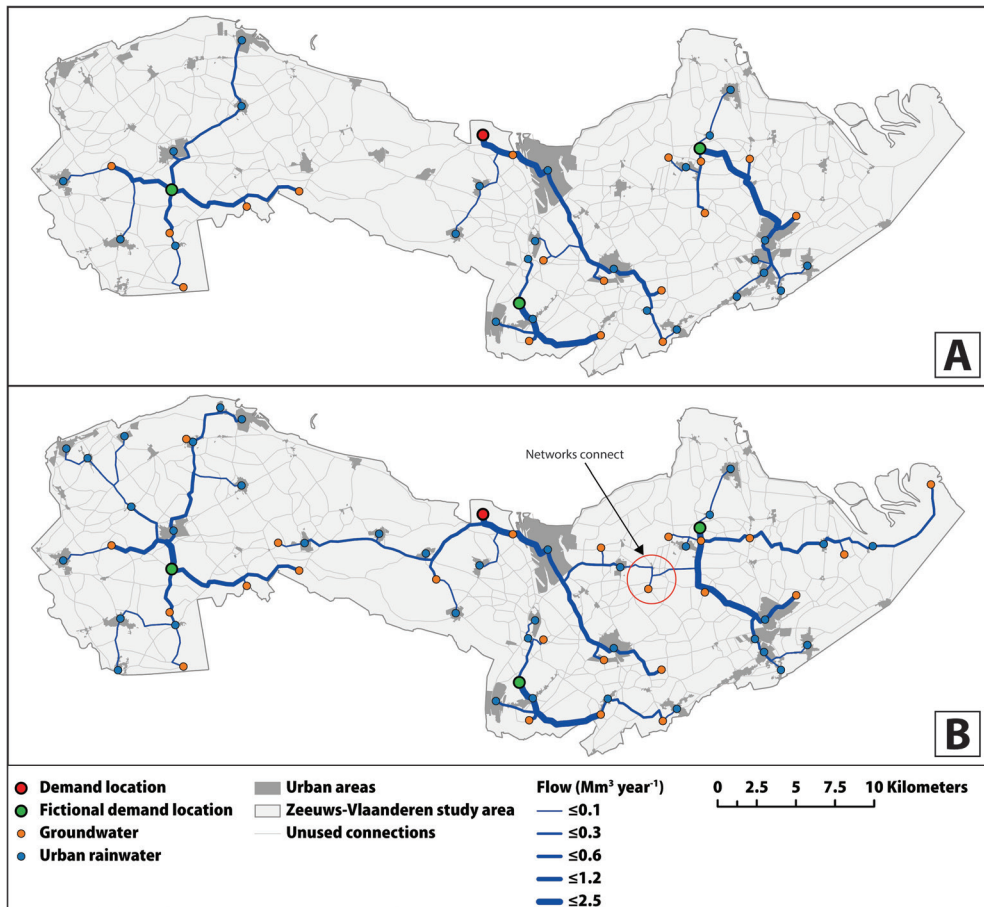 A
Networks connect
B
Demand location
Fictional demand location
Groundwater
Urban rainwater
Urban areas
Zeeuws-Vlaanderen study area
Unused connections
Flow (Mm³ year⁻¹)
≤0.1
≤0.3
≤0.6
≤1.2
≤2.5
0 2.5 5 7.5 10 Kilometers